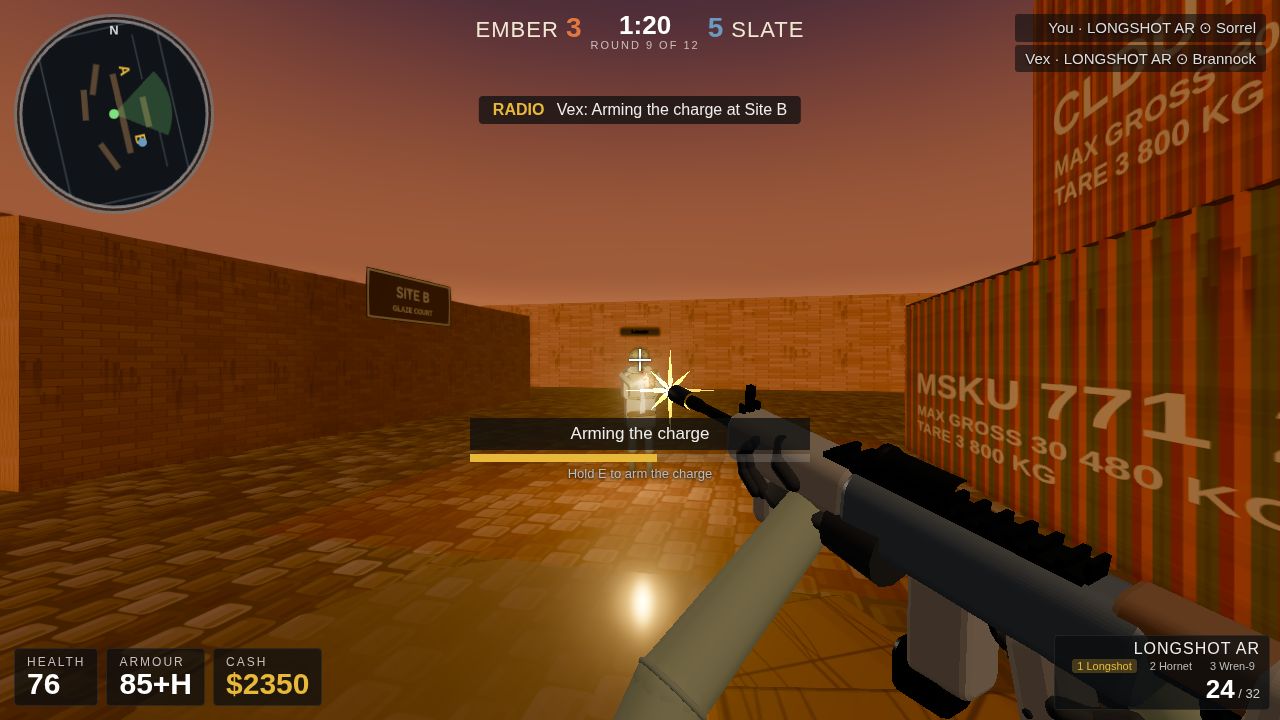 N
A
B
EMBER 3 1:20 5 SLATE
ROUND 9 OF 12
You · LONGSHOT AR ⊙ Sorrel
Vex · LONGSHOT AR ⊙ Brannock
RADIO Vex: Arming the charge at Site B
MAX GROSS
TARE 3 800 KG
SITE B
GLAZE COURT
MSKU 771
MAX GROSS 30 480 KG
TARE 3 800 KG
Arming the charge
Hold E to arm the charge
HEALTH
76
ARMOUR
85+H
CASH
$2350
LONGSHOT AR
1 Longshot 2 Hornet 3 Wren-9
24 / 32